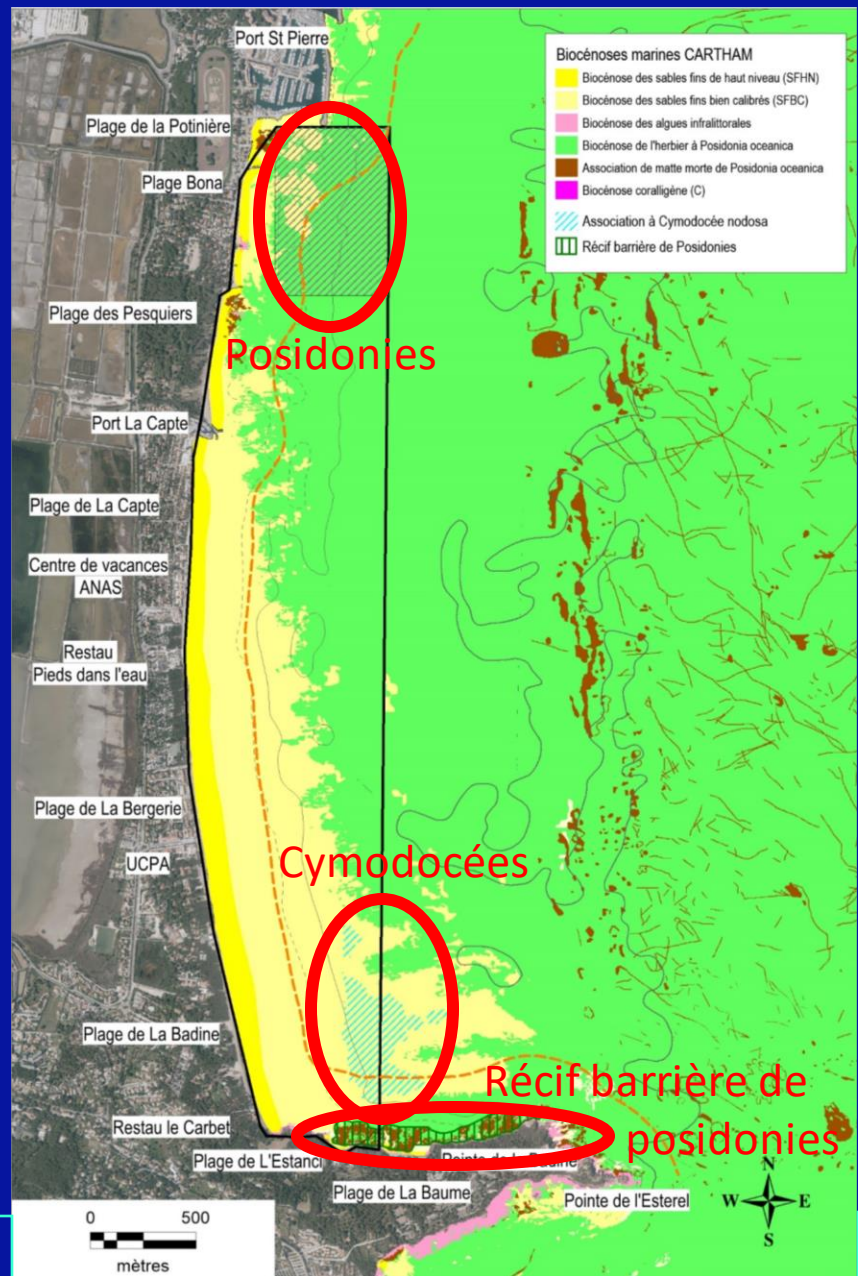 Port St Pierre
Biocénoses marines CARTHAM
Biocénose des sables fins de haut niveau (SFHN)
Biocénose des sables fins bien calibrés (SFBC)
Biocénose des algues infralittorales
Biocénose de l'herbier à Posidonia oceanica
Association de matte morte de Posidonia oceanica
Biocénose coralligène (C)
Association à Cymodocée nodosa
Récif barrière de Posidonies
Plage de la Potinière
Plage Bona
Plage des Pesquiers
Posidonies
Port La Capte
Plage de La Capte
Centre de vacances
ANAS
Restau
Pieds dans l'eau
Plage de La Bergerie
UCPA
Cymodocées
Plage de La Badine
Récif barrière de
posidonies
Restau le Carbet
Plage de L'Estanci
Pointe de la Badine
Plage de La Baume
Pointe de l'Esterel
N
W
E
S
0
500
mètres